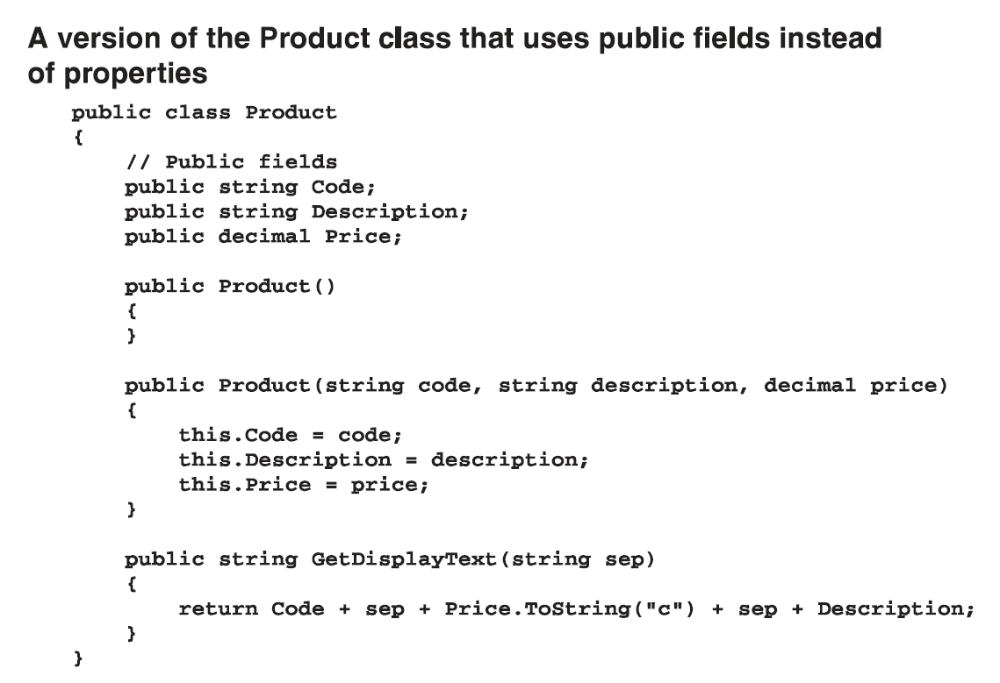 A version of the Product class that uses public fields instead
of properties
public class Product
{
// Public fields
public string Code;
public string Description;
public decimal Price;
public Product()
{
}
public Product(string code, string description, decimal price)
{
this.Code = code;
this.Description = description;
this.Price = price;
}
public string GetDisplayText(string sep)
{
return Code + sep + Price.ToString("c") + sep + Description;
}
}